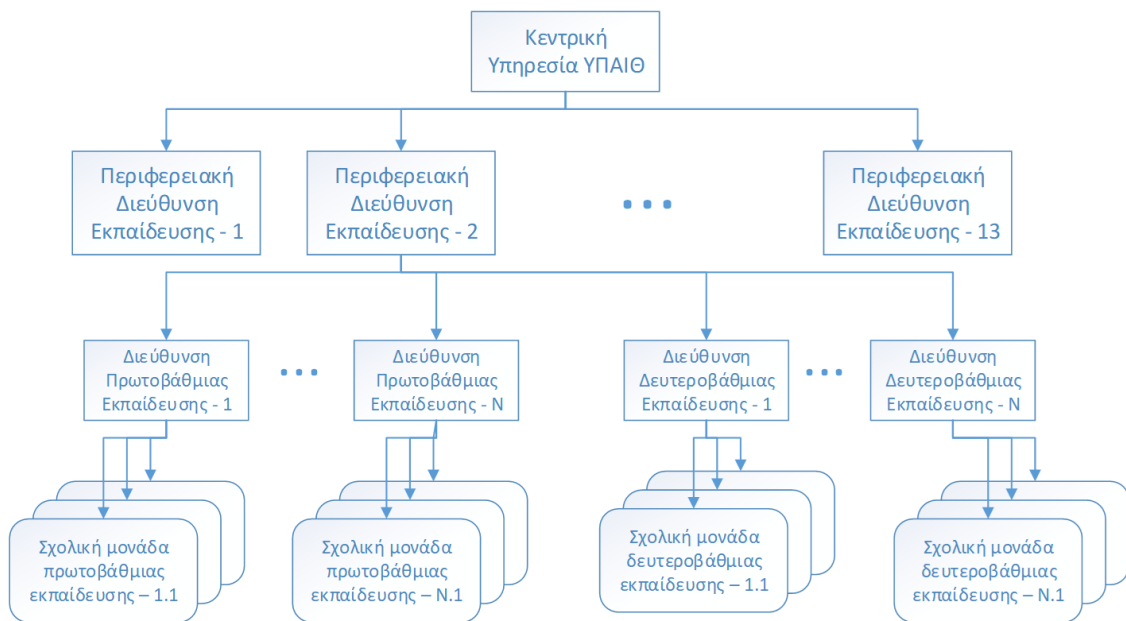 Κεντρική
Υπηρεσία ΥΠΑΙΘ
Περιφερειακή
Διεύθυνση
Εκπαίδευσης - 1
Περιφερειακή
Διεύθυνση
Εκπαίδευσης - 2
...
Περιφερειακή
Διεύθυνση
Εκπαίδευσης - 13
Διεύθυνση
Πρωτοβάθμιας
Εκπαίδευσης - 1
...
Διεύθυνση
Πρωτοβάθμιας
Εκπαίδευσης - Ν
Διεύθυνση
Δευτεροβάθμιας
Εκπαίδευσης - 1
...
Διεύθυνση
Δευτεροβάθμιας
Εκπαίδευσης - Ν
Σχολική μονάδα
πρωτοβάθμιας
εκπαίδευσης – 1.1
Σχολική μονάδα
πρωτοβάθμιας
εκπαίδευσης – Ν.1
Σχολική μονάδα
δευτεροβάθμιας
εκπαίδευσης – 1.1
Σχολική μονάδα
δευτεροβάθμιας
εκπαίδευσης – Ν.1